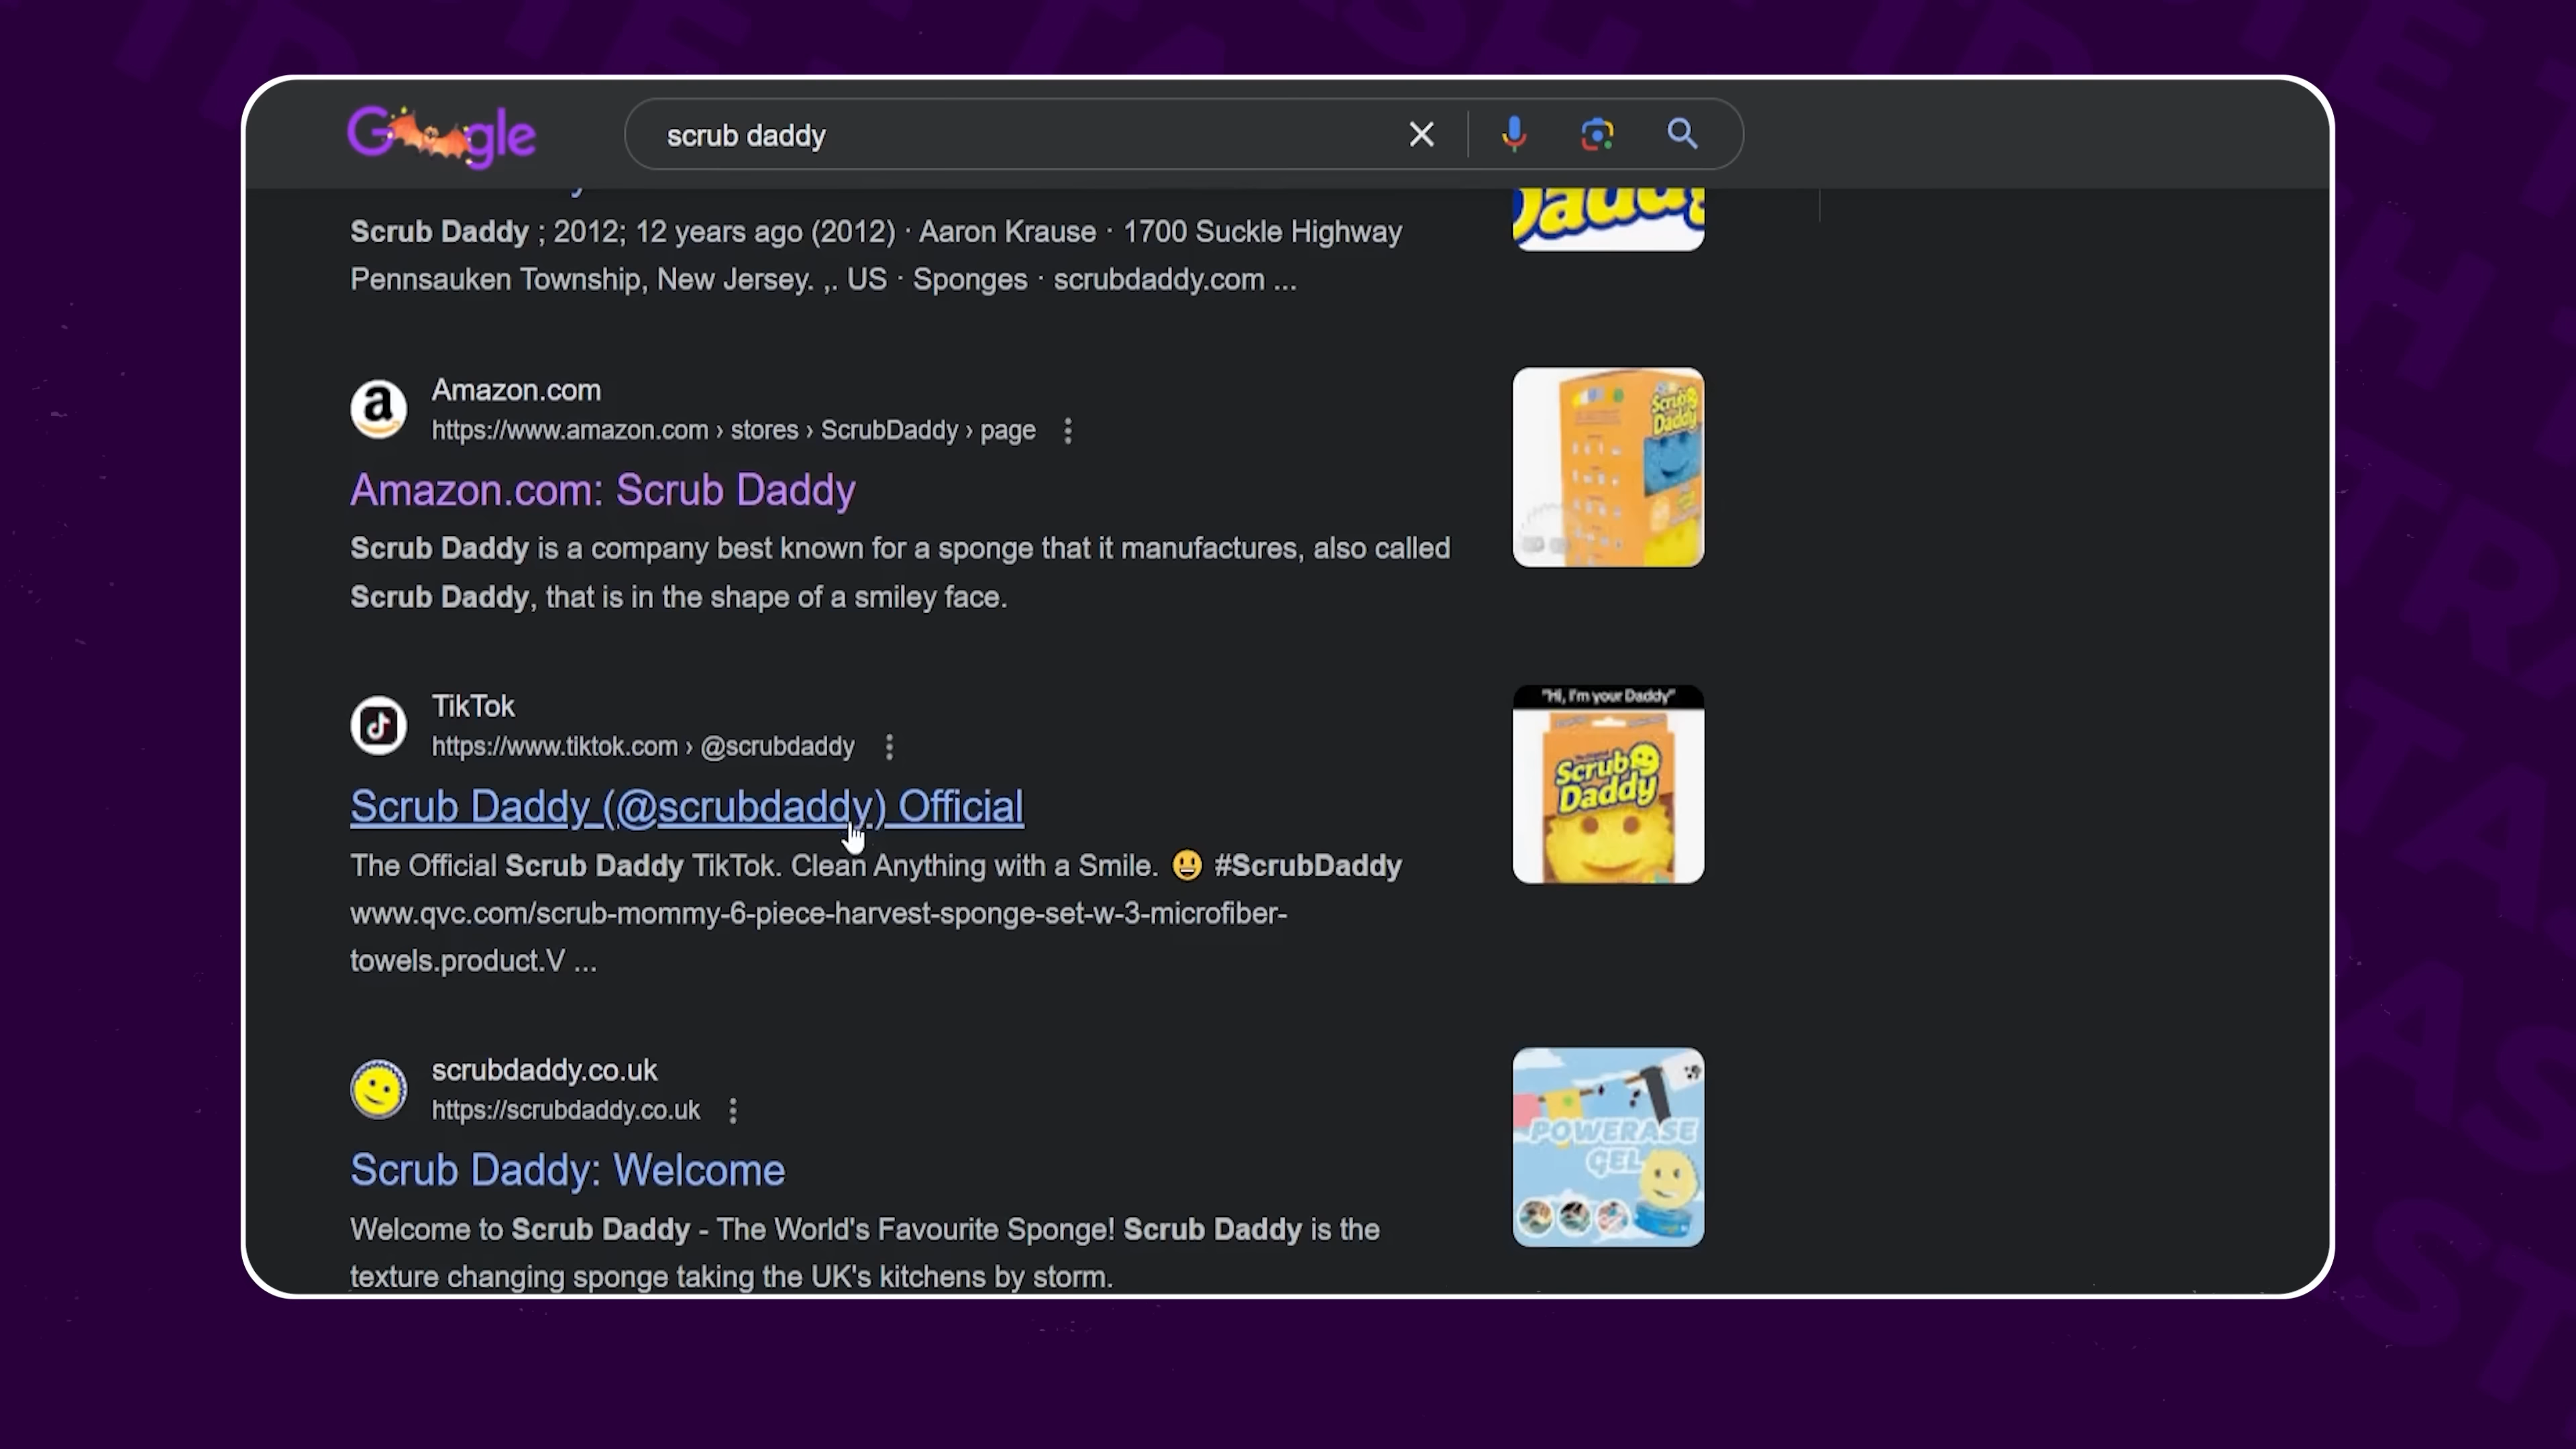 Google
scrub daddy
Daddy
Scrub Daddy ; 2012; 12 years ago (2012) · Aaron Krause · 1700 Suckle Highway
Pennsauken Township, New Jersey. ,. US · Sponges · scrubdaddy.com ...
Amazon.com
https://www.amazon.com › stores › ScrubDaddy › page
Amazon.com: Scrub Daddy
Scrub Daddy is a company best known for a sponge that it manufactures, also called
Scrub Daddy, that is in the shape of a smiley face.
Scrub
Daddy
TikTok
https://www.tiktok.com › @scrubdaddy
Scrub Daddy (@scrubdaddy) Official
The Official Scrub Daddy TikTok. Clean Anything with a Smile. 😃 #ScrubDaddy
www.qvc.com/scrub-mommy-6-piece-harvest-sponge-set-w-3-microfiber-
towels.product.V ...
"Hi, I'm your Daddy"
Scrub
Daddy
scrubdaddy.co.uk
https://scrubdaddy.co.uk
Scrub Daddy: Welcome
Welcome to Scrub Daddy - The World's Favourite Sponge! Scrub Daddy is the
texture changing sponge taking the UK's kitchens by storm.
POWERASE
GEL